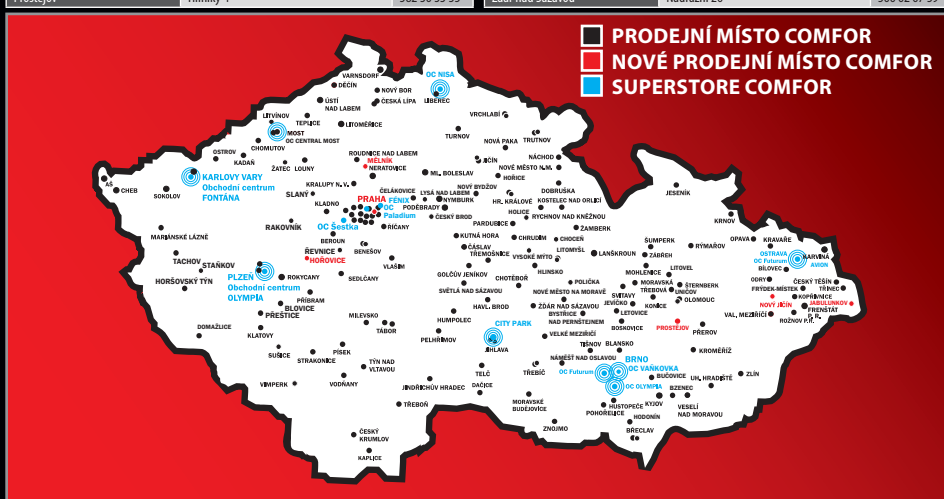 PRODEJNÍ MÍSTO COMFOR
NOVÉ PRODEJNÍ MÍSTO COMFOR
SUPERSTORE COMFOR
VARNSDORF
OC NISA
DĚČÍN
NOVÝ BOR
ČESKÁ LÍPA
LIBEREC
ÚSTÍ
NAD LABEM
LITVÍNOV
TEPLICE
LITOMĚŘICE
VRCHLABÍ
TRUTNOV
TURNOV
MOST
OC CENTRAL MOST
CHOMUTOV
OSTROV
KADAŇ
ŽATEC
LOUNY
ROUDNICE NAD LABEM
MĚLNÍK
NERATOVICE
NOVÁ PAKA
JIČÍN
NÁCHOD
NOVÉ MĚSTO N.M.
HOŘICE
ML. BOLESLAV
AŠ
CHEB
SOKOLOV
KARLOVY VARY
Obchodní centrum
FONTÁNA
SLANÝ
KRALUPY N. V.
ČELÁKOVICE
LYSÁ NAD LABEM
NYMBURK
NOVÝ BYDŽOV
DOBRUŠKA
JESENÍK
KLADNO
PRAHA
FÉNIX
OC
Paladium
PODĚBRADY
HR. KRÁLOVÉ
KOSTELEC NAD ORLICÍ
HOLICE
RYCHNOV NAD KNĚŽNOU
ČESKÝ BROD
PARDUBICE
ŽAMBERK
KRNOV
RAKOVNÍK
OC Šestka
ŘÍČANY
MARIÁNSKÉ LÁZNĚ
BEROUN
ŘEVNICE
HOŘOVICE
BENEŠOV
VLAŠIM
KUTNÁ HORA
CHRUDIM
CHOCEŇ
ČÁSLAV
TŘEMOŠNICE
VYSOKÉ MÝTO
LITOMYŠL
LANŠKROUN
ŠUMPERK
ZÁBŘEH
RÝMAŘOV
OPAVA
KRAVAŘE
OSTRAVA
OC Futurum
KARVINÁ
AVION
BÍLOVEC
TACHOV
STAŇKOV
HORŠOVSKÝ TÝN
PLZEŇ
Obchodní centrum
OLYMPIA
ROKYCANY
SEDLČANY
GOLČŮV JENÍKOV
CHOTĚBOŘ
HLINSKO
MOHLENICE
LITOVEL
SVĚTLÁ NAD SÁZAVOU
POLIČKA
MORAVSKÁ
TŘEBOVÁ
ŠTERNBERK
UNIČOV
OLOMOUC
ODRY
ČESKÝ TĚŠÍN
FRÝDEK-MÍSTEK
TŘINEC
PŘÍBRAM
BLOVICE
PŘEŠTICE
HAVL. BROD
NOVÉ MĚSTO NA MORAVĚ
ŽĎÁR NAD SÁZAVOU
SVITAVY
JEVÍČKO
KONICE
LETOVICE
NOVÝ JIČÍN
KOPŘIVNICE
JABLUNKOV
FRENŠTÁT
P. R.
VAL. MEZIŘÍČÍ
ROŽNOV P.R.
MILEVSKO
TÁBOR
HUMPOLEC
PELHŘIMOV
CITY PARK
JIHLAVA
BYSTŘICE
NAD PERNŠTEJNEM
BOSKOVICE
PROSTĚJOV
PŘEROV
DOMAŽLICE
KLATOVY
VELKÉ MEZIŘÍČÍ
TIŠNOV
BLANSKO
KROMĚŘÍŽ
SUŠICE
STRAKONICE
PÍSEK
TÝN NAD
VLTAVOU
NÁMĚŠŤ NAD OSLAVOU
TELČ
TŘEBÍČ
BRNO
OC VAŇKOVKA
OC Futurum
OC OLYMPIA
BUČOVICE
UH. HRADIŠTĚ
ZLÍN
VIMPERK
VODŇANY
JINDŘICHŮV HRADEC
DAČICE
BZENEC
TŘEBOŇ
MORAVSKÉ
BUDĚJOVICE
POHOŘELICE
HUSTOPEČE
KYJOV
VESELÍ
NAD MORAVOU
HODONÍN
ZNOJMO
BŘECLAV
ČESKÝ
KRUMLOV
KAPLICE